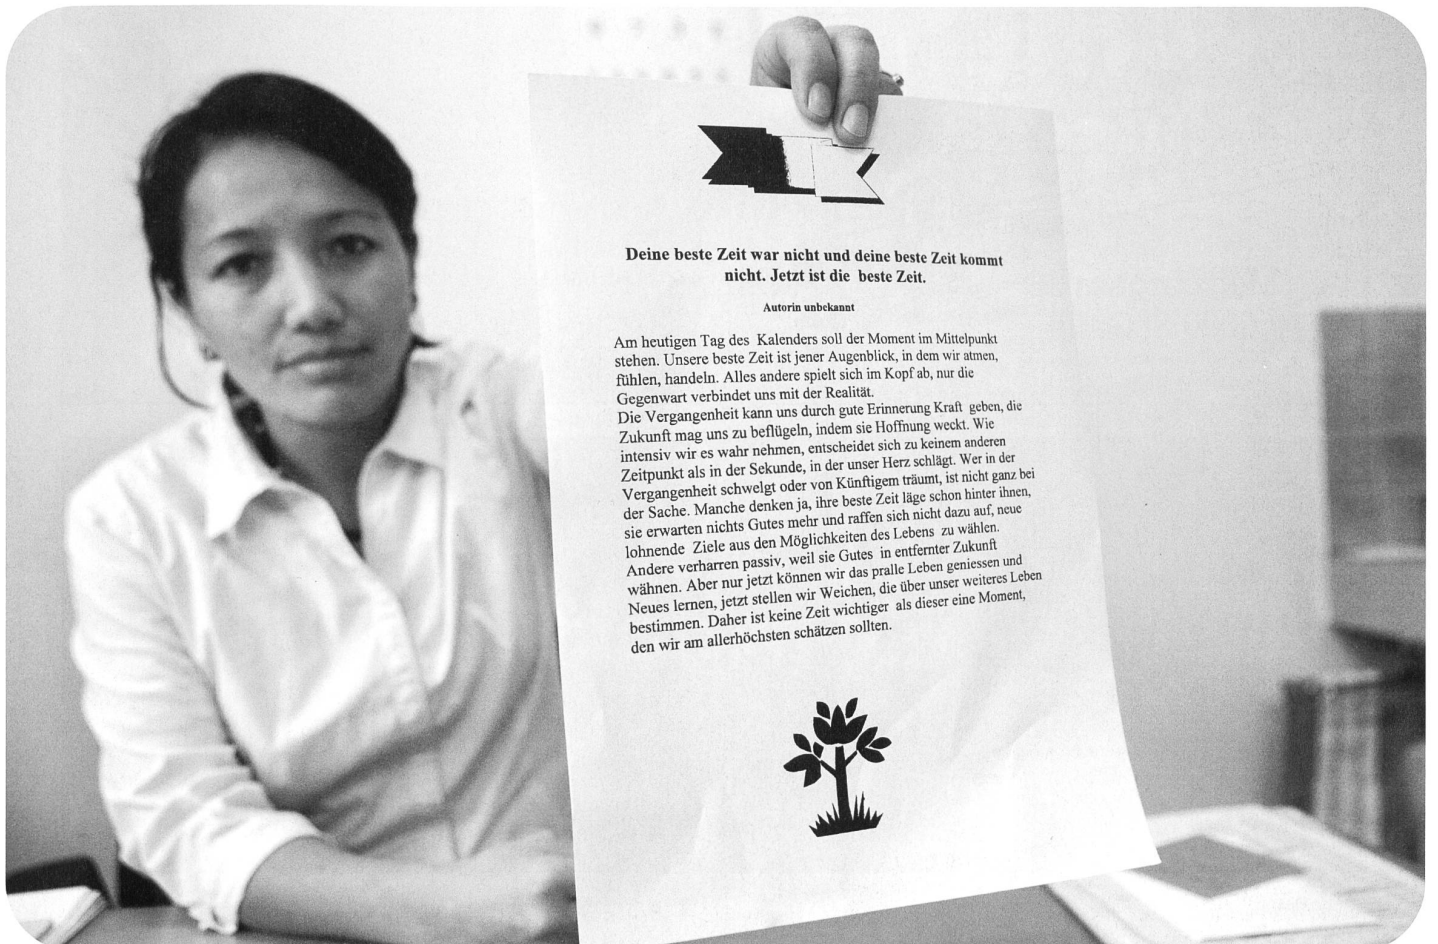 Deine beste Zeit war nicht und deine beste Zeit kommt
nicht. Jetzt ist die  beste Zeit.
Autorin unbekannt
Am heutigen Tag des  Kalenders soll der Moment im Mittelpunkt
stehen. Unsere beste Zeit ist jener Augenblick, in dem wir atmen,
fühlen, handeln. Alles andere spielt sich im Kopf ab, nur die
Gegenwart verbindet uns mit der Realität.
Die Vergangenheit kann uns durch gute Erinnerung Kraft  geben, die
Zukunft mag uns zu beflügeln, indem sie Hoffnung weckt. Wie
intensiv wir es wahr nehmen, entscheidet sich zu keinem anderen
Zeitpunkt als in der Sekunde, in der unser Herz schlägt. Wer in der
Vergangenheit schwelgt oder von Künftigem träumt, ist nicht ganz bei
der Sache. Manche denken ja, ihre beste Zeit läge schon hinter ihnen,
sie erwarten nichts Gutes mehr und raffen sich nicht dazu auf, neue
lohnende  Ziele aus den Möglichkeiten des Lebens  zu wählen.
Andere verharren passiv, weil sie Gutes  in entfernter Zukunft
wähnen. Aber nur jetzt können wir das pralle Leben geniessen und
Neues lernen, jetzt stellen wir Weichen, die über unser weiteres Leben
bestimmen. Daher ist keine Zeit wichtiger  als dieser eine Moment,
den wir am allerhöchsten schätzen sollten.